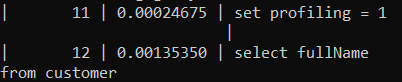 |       11 | 0.00024675 | set profiling = 1
|
|       12 | 0.00135350 | select fullName
from customer